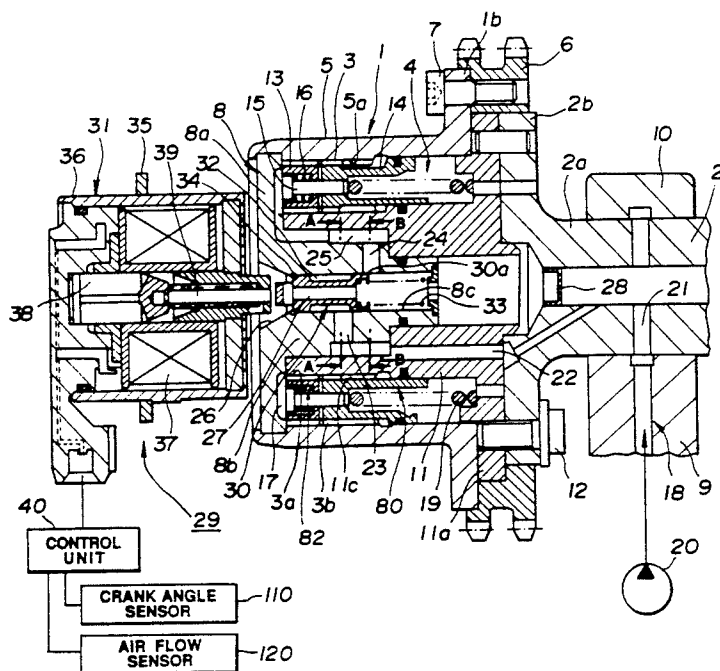 1b
7
5 3 1
6
13 16 5a 14 4
2b
15
8
8a
10
31 35
32 34
39
36
2a
2
A B
24
25
30a
8c
38
33
28
21
22
A B
26
27
8b
37
30
17
3a 3b 11c 23
80
11
19
12
18
9
82
11a
29
40
20
CONTROL
UNIT
CRANK ANGLE
SENSOR
110
AIR FLOW
SENSOR
120